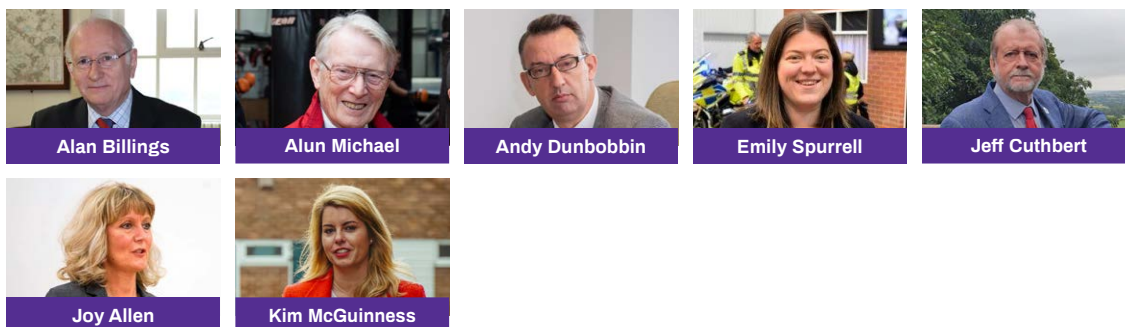 Alan Billings
Alun Michael
Andy Dunbobbin
Emily Spurrell
Jeff Cuthbert
Joy Allen
Kim McGuinness